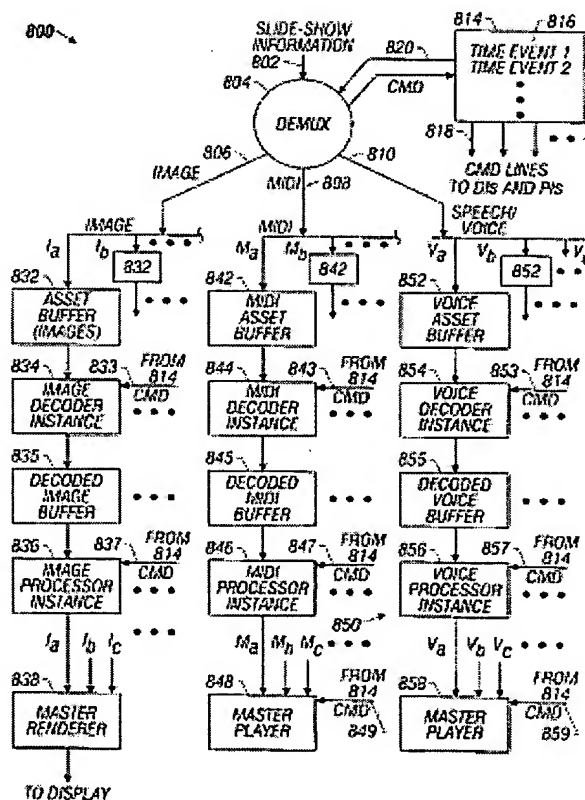 800
SLIDE-SHOW
INFORMATION
802
804
DEMUX
820
CMD
814
816
TIME EVENT 1
TIME EVENT 2
818
CMD LINES
TO DIs AND PIs
806
IMAGE
MIDI
808
810
SPEECH/
VOICE
IMAGE
Ia
Ib
832
832
ASSET
BUFFER
(IMAGES)
MIDI
Ma
Mb
842
842
MIDI
ASSET
BUFFER
Va
Vb
852
852
VOICE
ASSET
BUFFER
834
833
FROM
814
CMD
IMAGE
DECODER
INSTANCE
844
843
FROM
814
CMD
MIDI
DECODER
INSTANCE
854
853
FROM
814
CMD
VOICE
DECODER
INSTANCE
835
DECODED
IMAGE
BUFFER
845
DECODED
MIDI
BUFFER
855
DECODED
VOICE
BUFFER
836
837
FROM
814
CMD
IMAGE
PROCESSOR
INSTANCE
846
847
FROM
814
CMD
MIDI
PROCESSOR
INSTANCE
856
857
FROM
814
CMD
VOICE
PROCESSOR
INSTANCE
850
Ia
Ib
Ic
838
MASTER
RENDERER
TO DISPLAY
Ma
Mb
Mc
848
FROM
814
CMD
849
MASTER
PLAYER
Va
Vb
Vc
858
FROM
814
CMD
859
MASTER
PLAYER